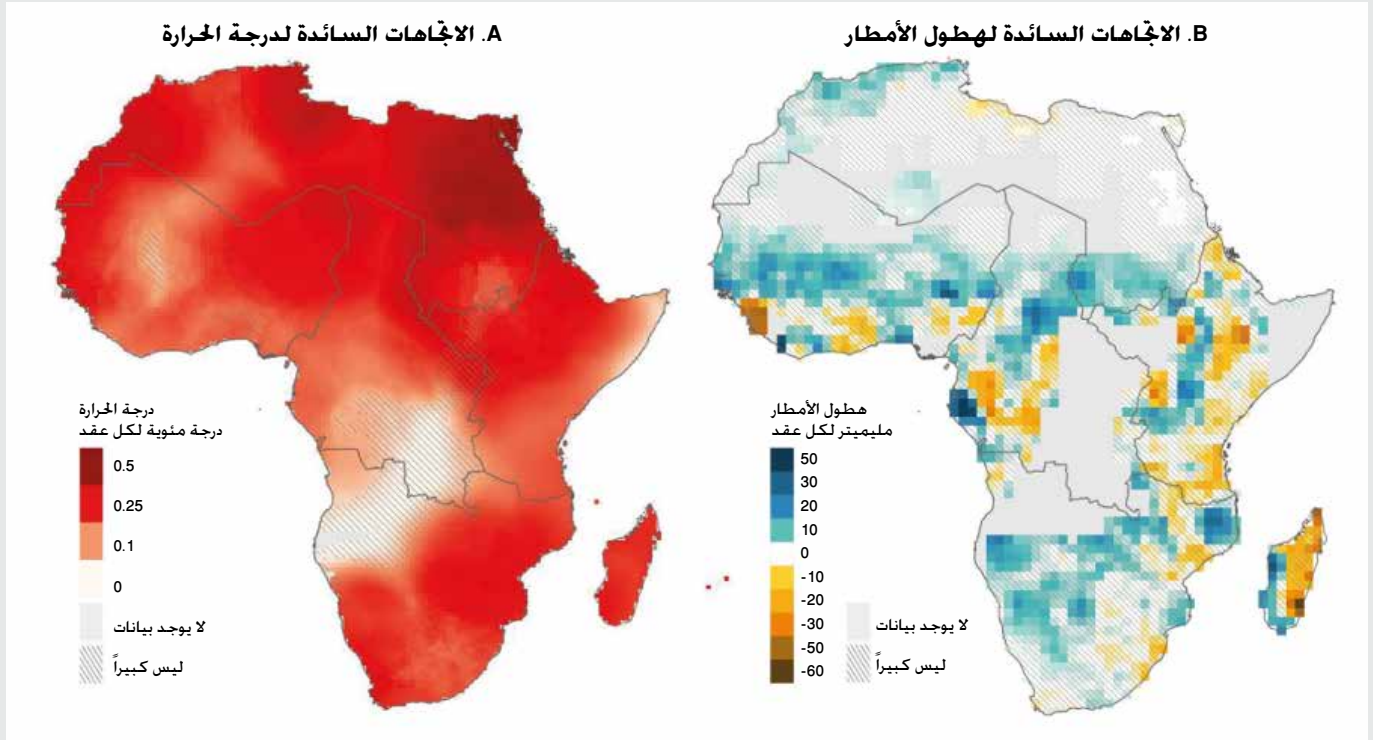 A. الاتجاهات السائدة لدرجة الحرارة
درجة الحرارة
درجة مئوية لكل عقد
0.5
0.25
0.1
0
لا يوجد بيانات
ليس كبيراً
B. الاتجاهات السائدة لهطول الأمطار
هطول الأمطار
مليميتر لكل عقد
50
30
20
10
0
-10
-20
-30
-50
-60
لا يوجد بيانات
ليس كبيراً